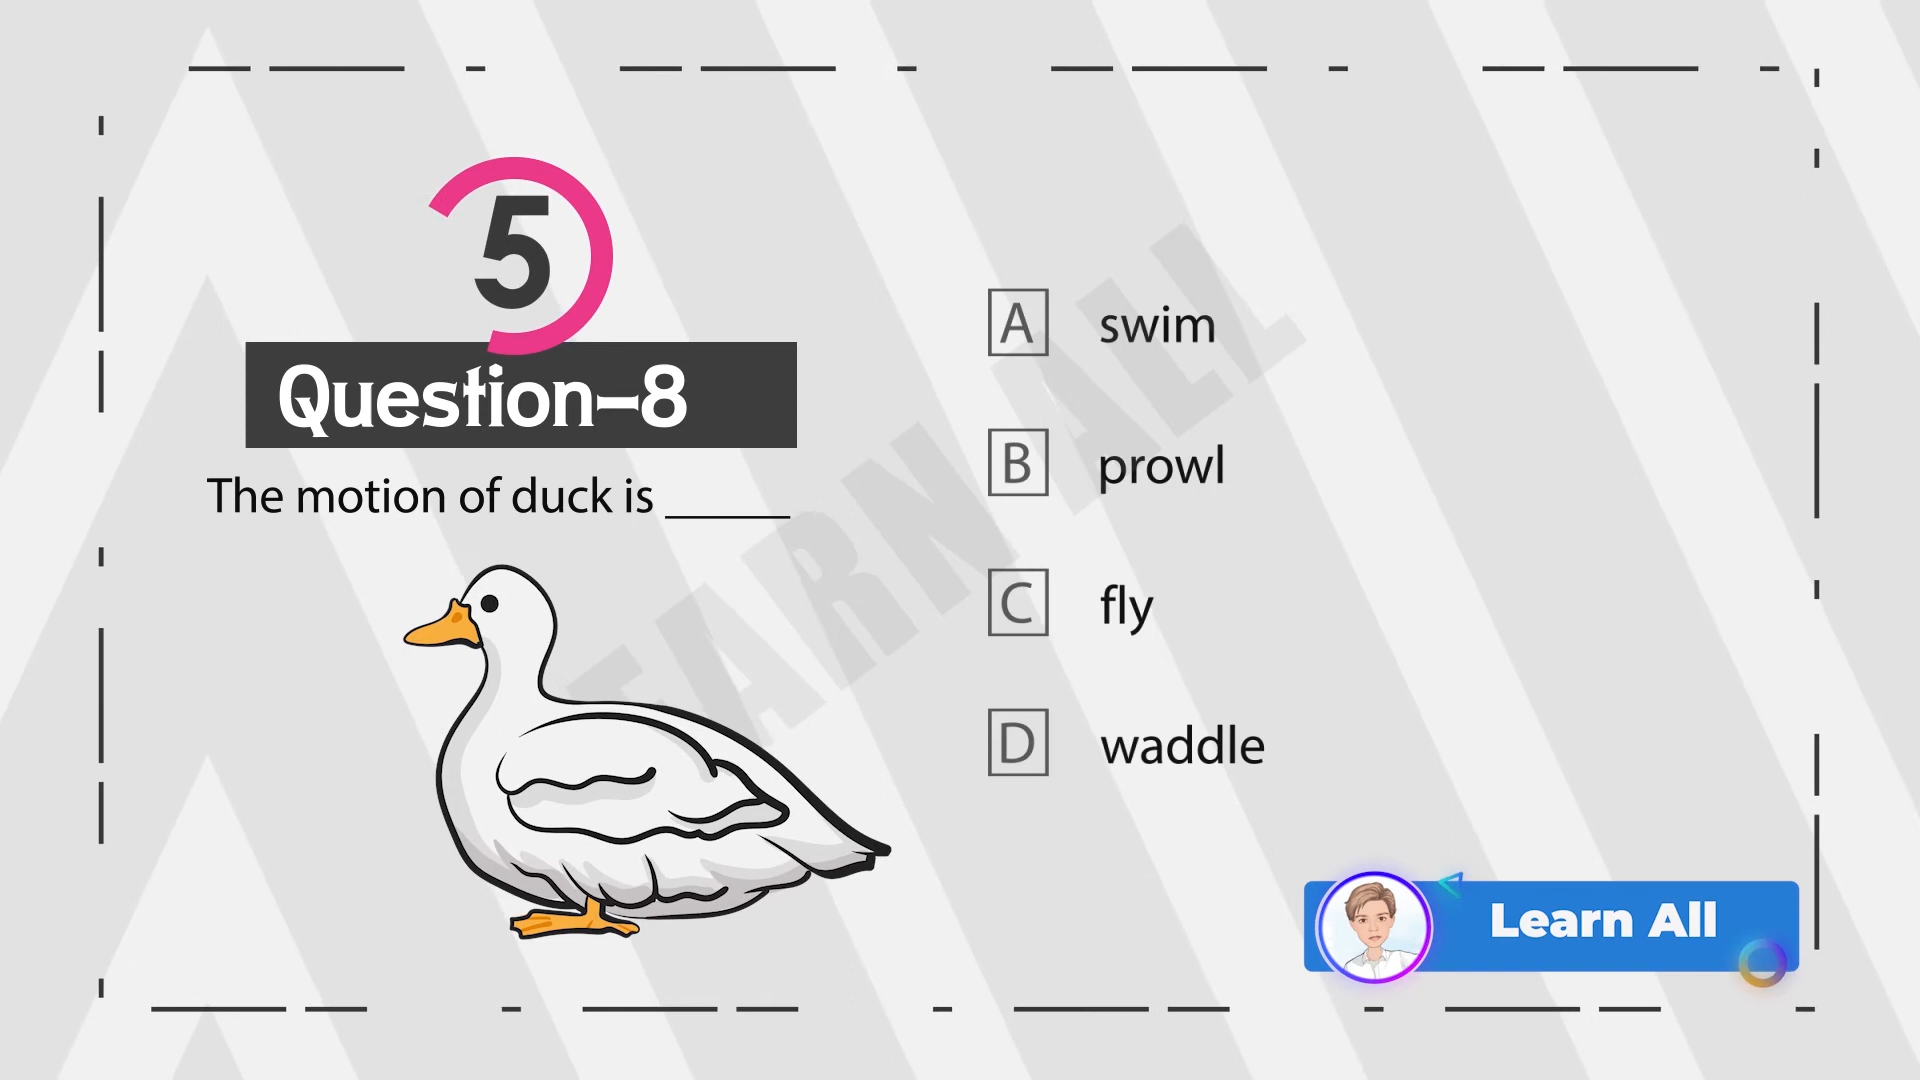 5
Question-8
The motion of duck is _____
A swim
B prowl
C fly
D waddle
LEARN ALL
Learn All